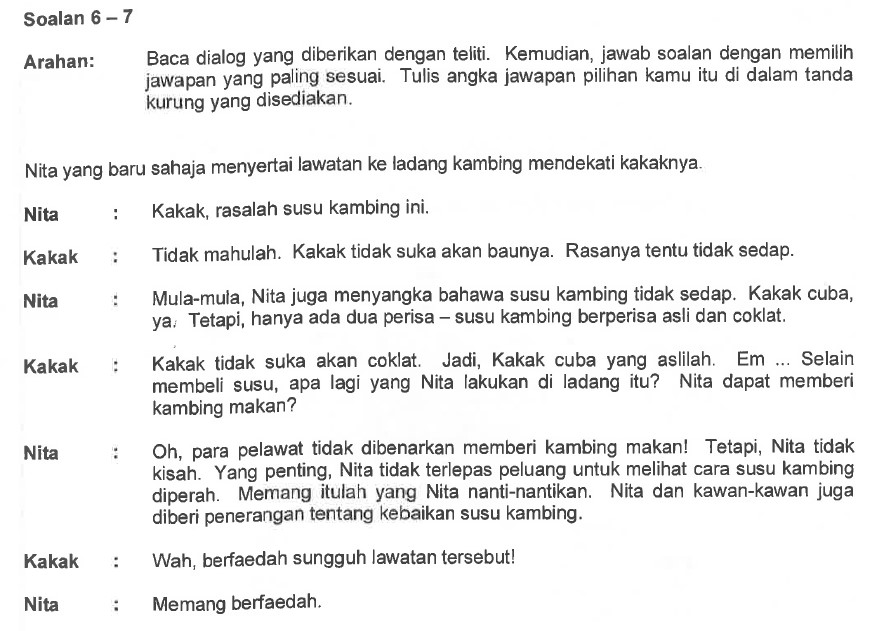 Soalan 6 – 7
Arahan: Baca dialog yang diberikan dengan teliti. Kemudian, jawab soalan dengan memilih
jawapan yang paling sesuai. Tulis angka jawapan pilihan kamu itu di dalam tanda
kurung yang disediakan.
Nita yang baru sahaja menyertai lawatan ke ladang kambing mendekati kakaknya.
Nita : Kakak, rasalah susu kambing ini.
Kakak : Tidak mahulah. Kakak tidak suka akan baunya. Rasanya tentu tidak sedap.
Nita : Mula-mula, Nita juga menyangka bahawa susu kambing tidak sedap. Kakak cuba,
ya. Tetapi, hanya ada dua perisa – susu kambing berperisa asli dan coklat.
Kakak : Kakak tidak suka akan coklat. Jadi, Kakak cuba yang aslilah. Em ... Selain
membeli susu, apa lagi yang Nita lakukan di ladang itu? Nita dapat memberi
kambing makan?
Nita : Oh, para pelawat tidak dibenarkan memberi kambing makan! Tetapi, Nita tidak
kisah. Yang penting, Nita tidak terlepas peluang untuk melihat cara susu kambing
diperah. Memang itulah yang Nita nanti-nantikan. Nita dan kawan-kawan juga
diberi penerangan tentang kebaikan susu kambing.
Kakak : Wah, berfaedah sungguh lawatan tersebut!
Nita : Memang berfaedah.